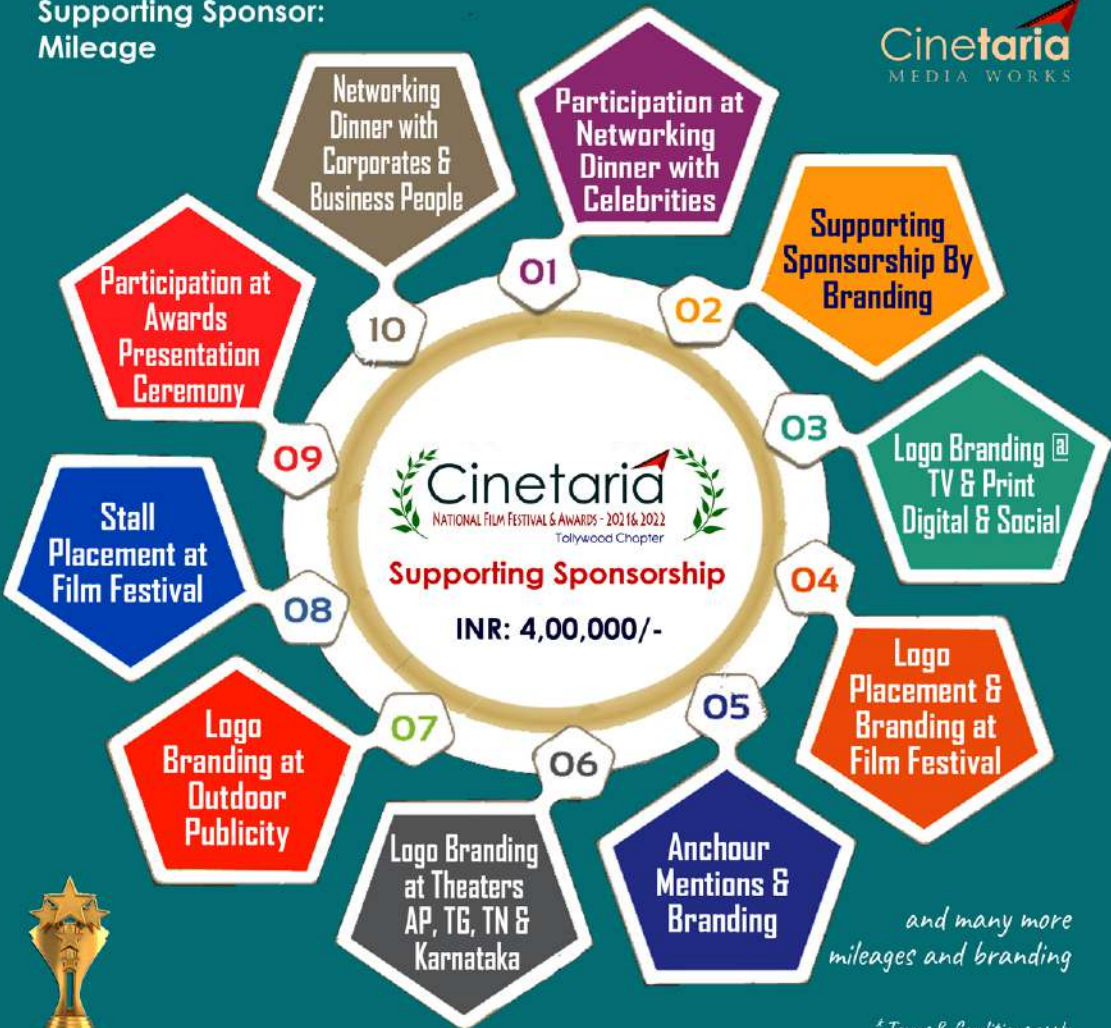 Supporting Sponsor:
Mileage
Cinetaria
MEDIA WORKS
Networking
Dinner with
Corporates &
Business People
10
Participation at
Networking
Dinner with
Celebrities
01
Supporting
Sponsorship By
Branding
02
Logo Branding @
TV & Print
Digital & Social
03
Logo
Placement &
Branding at
Film Festival
04
Anchour
Mentions &
Branding
05
Logo Branding
at Theaters
AP, TG, TN &
Karnataka
06
Logo
Branding at
Outdoor
Publicity
07
Stall
Placement at
Film Festival
08
Participation at
Awards
Presentation
Ceremony
09
Cinetaria
NATIONAL FILM FESTIVAL & AWARDS - 2021& 2022
Tollywood Chapter
Supporting Sponsorship
INR: 4,00,000/-
and many more
mileages and branding